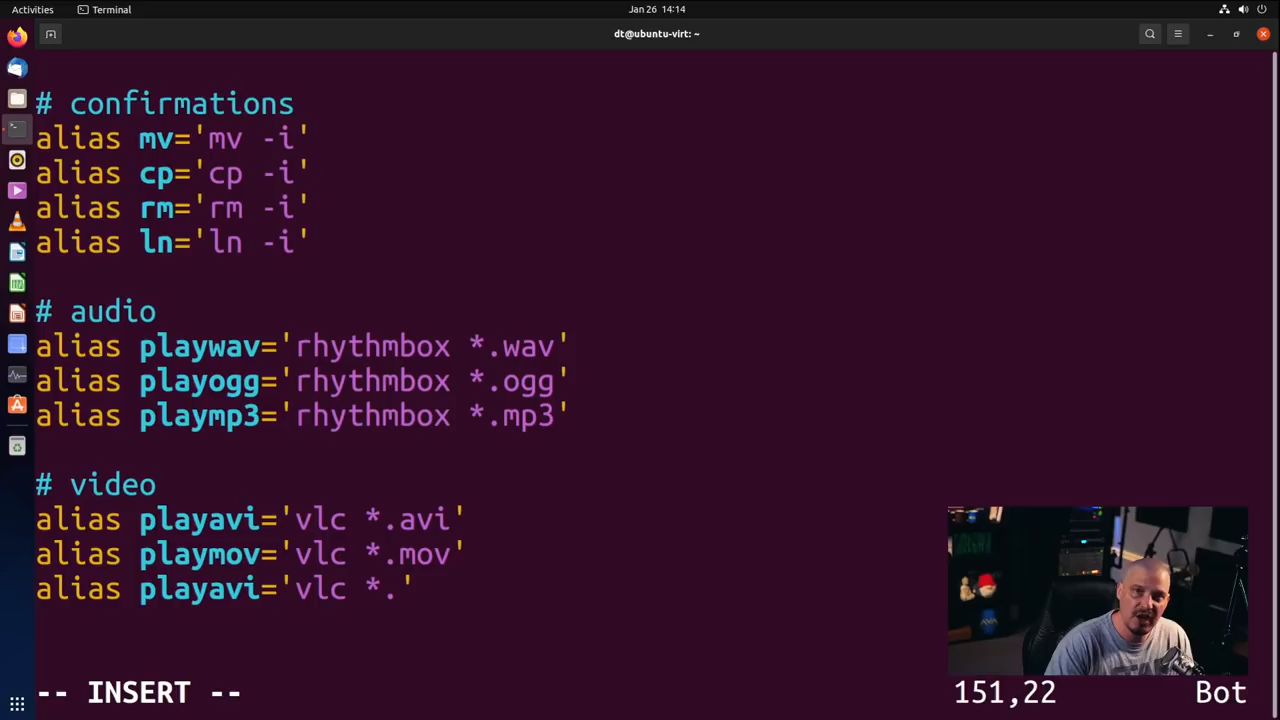 Activities Terminal Jan 26 14:14
dt@ubuntu-virt: ~
# confirmations
alias mv='mv -i'
alias cp='cp -i'
alias rm='rm -i'
alias ln='ln -i'
# audio
alias playwav='rhythmbox *.wav'
alias playogg='rhythmbox *.ogg'
alias playmp3='rhythmbox *.mp3'
# video
alias playavi='vlc *.avi'
alias playmov='vlc *.mov'
alias playavi='vlc *.'
-- INSERT -- 151,22 Bot